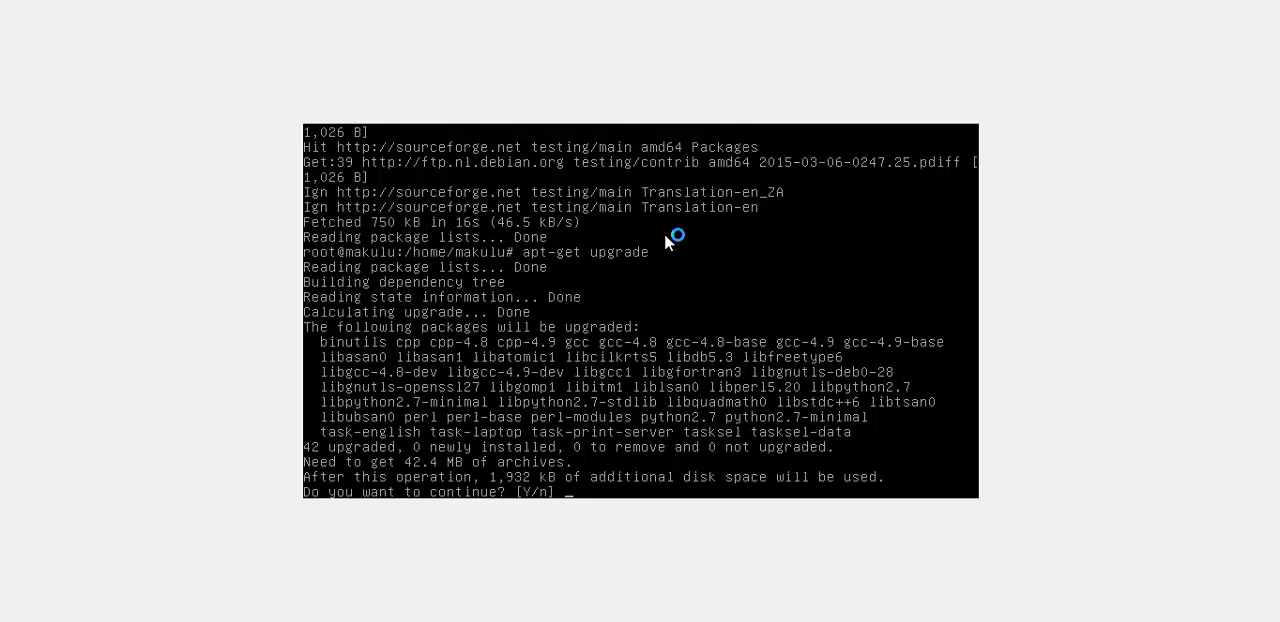 1,026 B]
Hit http://sourceforge.net testing/main amd64 Packages
Get:39 http://ftp.nl.debian.org testing/contrib amd64 2015-03-06-0247.25.pdiff [
1,026 B]
Ign http://sourceforge.net testing/main Translation-en_ZA
Ign http://sourceforge.net testing/main Translation-en
Fetched 750 kB in 16s (46.5 kB/s)
Reading package lists... Done
root@makulu:/home/makulu# apt-get upgrade
Reading package lists... Done
Building dependency tree
Reading state information... Done
Calculating upgrade... Done
The following packages will be upgraded:
  binutils cpp cpp-4.8 cpp-4.9 gcc gcc-4.8 gcc-4.8-base gcc-4.9 gcc-4.9-base
  libasan0 libasan1 libatomic1 libcilkrts5 libdb5.3 libfreetype6
  libgcc-4.8-dev libgcc-4.9-dev libgcc1 libgfortran3 libgnutls-deb0-28
  libgnutls-openssl27 libgomp1 libitm1 liblsan0 libperl5.20 libpython2.7
  libpython2.7-minimal libpython2.7-stdlib libquadmath0 libstdc++6 libtsan0
  libubsan0 perl perl-base perl-modules python2.7 python2.7-minimal
  task-english task-laptop task-print-server tasksel tasksel-data
42 upgraded, 0 newly installed, 0 to remove and 0 not upgraded.
Need to get 42.4 MB of archives.
After this operation, 1,932 kB of additional disk space will be used.
Do you want to continue? [Y/n] _